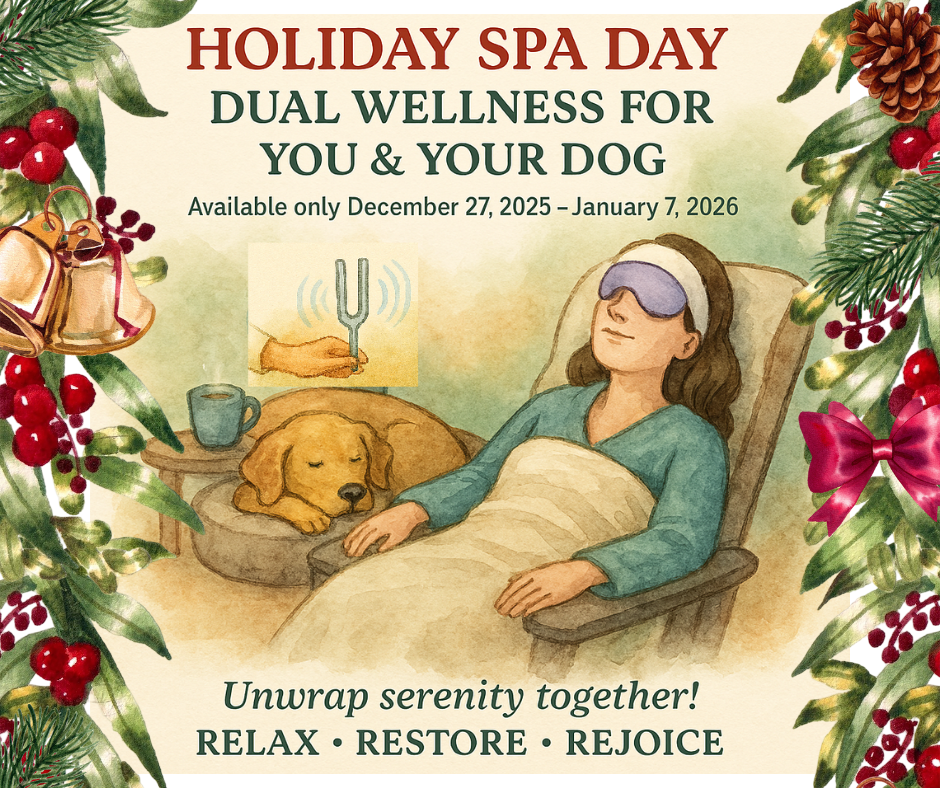 HOLIDAY SPA DAY
DUAL WELLNESS FOR
YOU & YOUR DOG
Available only December 27, 2025 – January 7, 2026
Unwrap serenity together!
RELAX • RESTORE • REJOICE